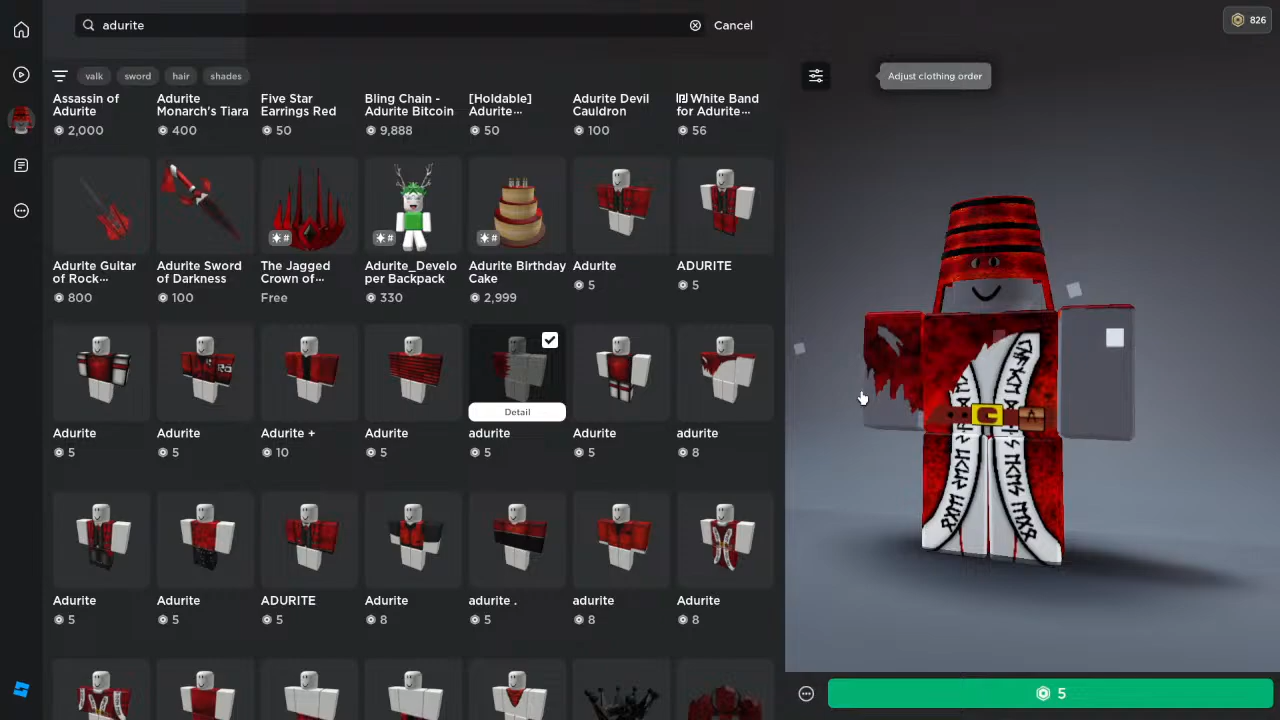 adurite
Cancel
826
valk
sword
hair
shades
Adjust clothing order
Assassin of
Adurite
2,000
Adurite
Monarch's Tiara
400
Five Star
Earrings Red
50
Bling Chain -
Adurite Bitcoin
9,888
[Holdable]
Adurite…
50
Adurite Devil
Cauldron
100
White Band
for Adurite…
56
Adurite Guitar
of Rock…
800
Adurite Sword
of Darkness
100
#
The Jagged
Crown of…
Free
#
Adurite_Develo
per Backpack
330
#
Adurite Birthday
Cake
2,999
Adurite
5
ADURITE
5
Adurite
5
Adurite
5
Adurite +
10
Adurite
5
Detail
adurite
5
Adurite
5
adurite
8
Adurite
5
Adurite
5
ADURITE
5
Adurite
8
adurite .
5
adurite
8
Adurite
8
5